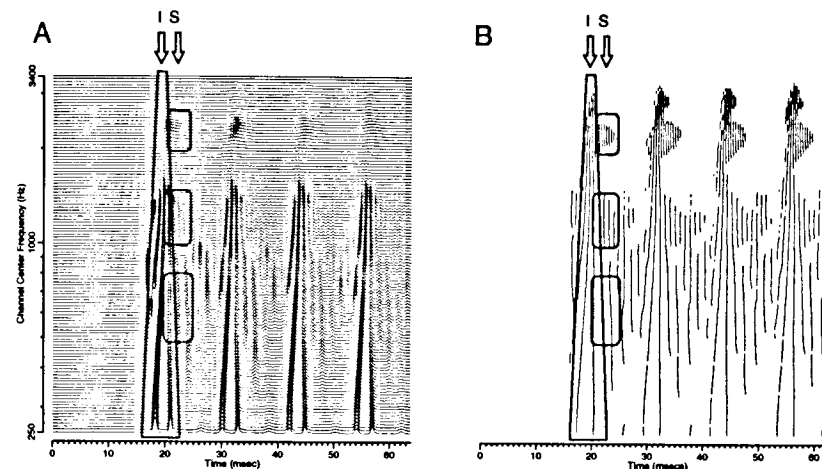 I S
A
3400
1000
250
Channel Center Frequency (Hz)
0 10 20 30 40 50 60
Time (msec)
I S
B
0 10 20 30 40 50 60
Time (msecs)